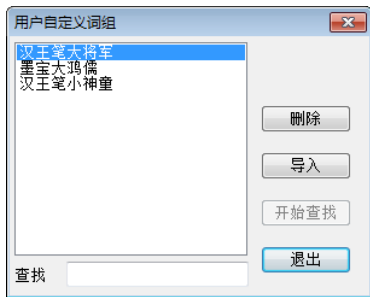 用户自定义词组
汉王笔大将军
墨宝大鸿儒
汉王笔小神童
删除
导入
开始查找
退出
查找